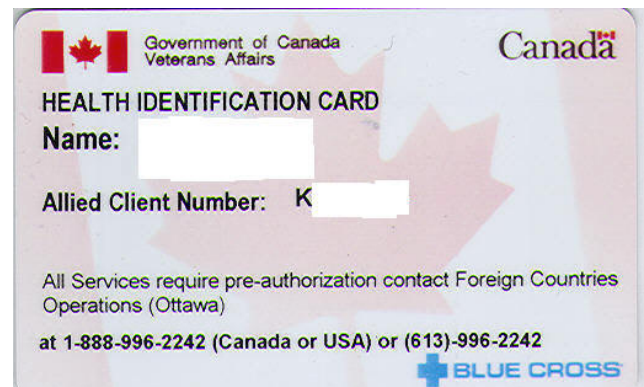 Government of Canada
Veterans Affairs
Canada
HEALTH IDENTIFICATION CARD
Name:
Allied Client Number: K
All Services require pre-authorization contact Foreign Countries
Operations (Ottawa)
at 1-888-996-2242 (Canada or USA) or (613)-996-2242
BLUE CROSS